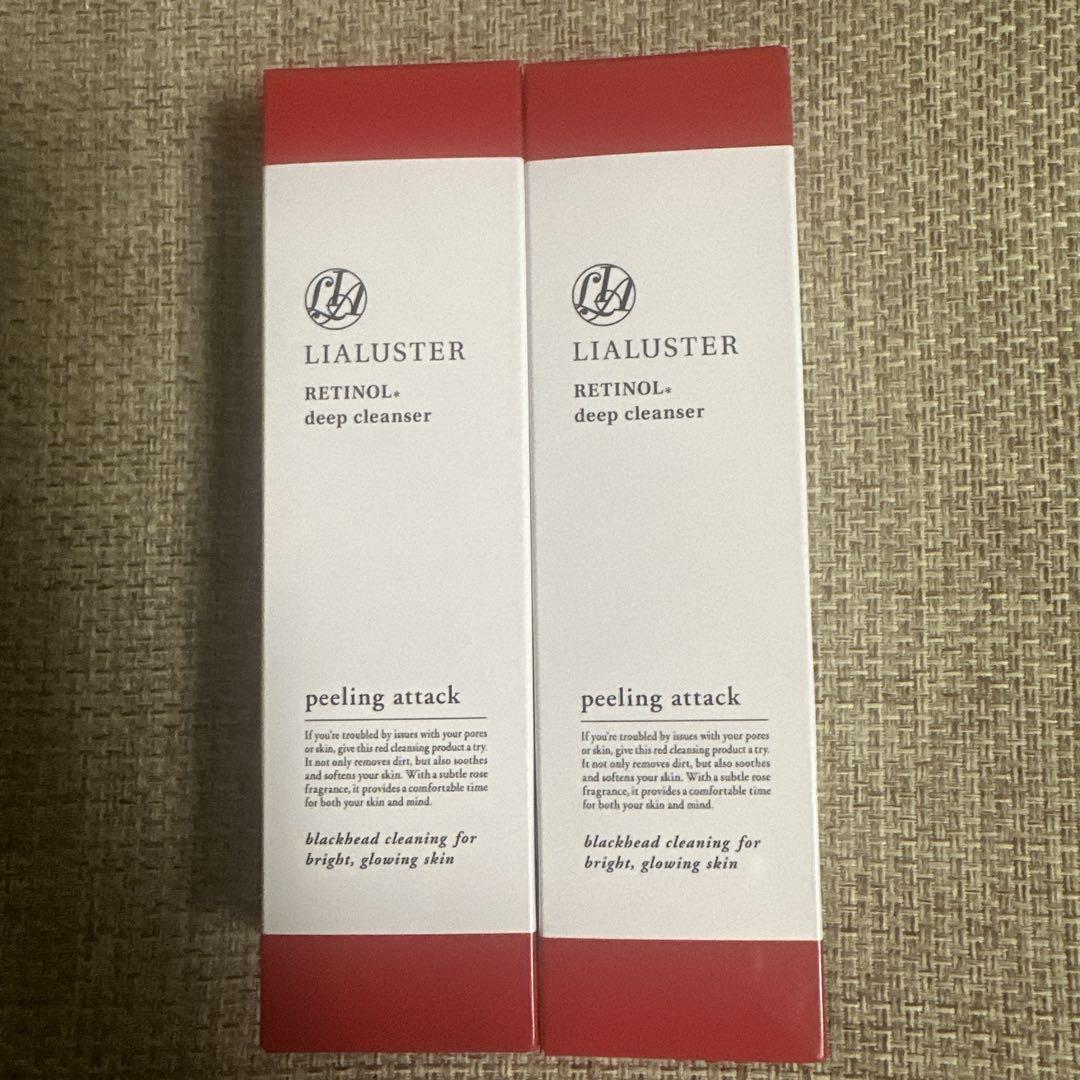 LIA
LIALUSTER
RETINOL*
deep cleanser
peeling attack
If you're troubled by issues with your pores
or skin, give this red cleansing product a try.
It not only removes dirt, but also soothes
and softens your skin. With a subtle rose
fragrance, it provides a comfortable time
for both your skin and mind.
blackhead cleaning for
bright, glowing skin
LIA
LIALUSTER
RETINOL*
deep cleanser
peeling attack
If you're troubled by issues with your pores
or skin, give this red cleansing product a try.
It not only removes dirt, but also soothes
and softens your skin. With a subtle rose
fragrance, it provides a comfortable time
for both your skin and mind.
blackhead cleaning for
bright, glowing skin